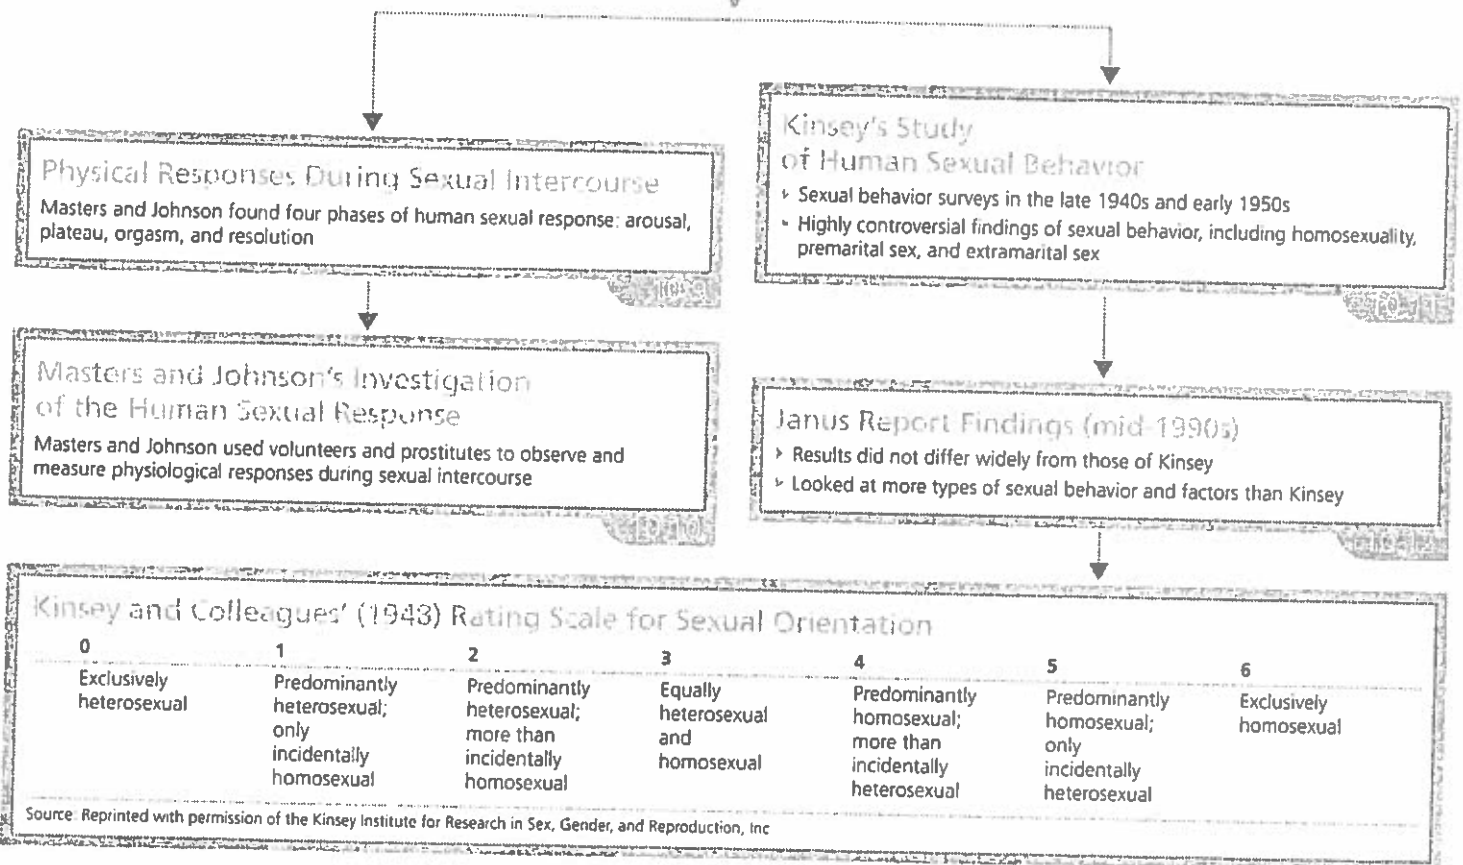 Physical Responses During Sexual Intercourse
Masters and Johnson found four phases of human sexual response: arousal,
plateau, orgasm, and resolution
Masters and Johnson's Investigation
of the Human Sexual Response
Masters and Johnson used volunteers and prostitutes to observe and
measure physiological responses during sexual intercourse
Kinsey's Study
of Human Sexual Behavior
Sexual behavior surveys in the late 1940s and early 1950s
Highly controversial findings of sexual behavior, including homosexuality,
premarital sex, and extramarital sex
Janus Report Findings (mid-1990s)
Results did not differ widely from those of Kinsey
Looked at more types of sexual behavior and factors than Kinsey
Kinsey and Colleagues' (1943) Rating Scale for Sexual Orientation
0
Exclusively
heterosexual
1
Predominantly
heterosexual;
only
incidentally
homosexual
2
Predominantly
heterosexual;
more than
incidentally
homosexual
3
Equally
heterosexual
and
homosexual
4
Predominantly
homosexual;
more than
incidentally
heterosexual
5
Predominantly
homosexual;
only
incidentally
heterosexual
6
Exclusively
homosexual
Source: Reprinted with permission of the Kinsey Institute for Research in Sex, Gender, and Reproduction, Inc